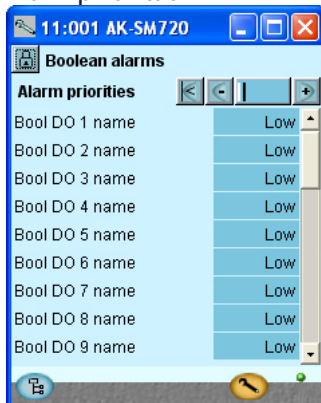 11:001 AK-SM720
Boolean alarms
Alarm priorities
Bool DO 1 name Low
Bool DO 2 name Low
Bool DO 3 name Low
Bool DO 4 name Low
Bool DO 5 name Low
Bool DO 6 name Low
Bool DO 7 name Low
Bool DO 8 name Low
Bool DO 9 name Low